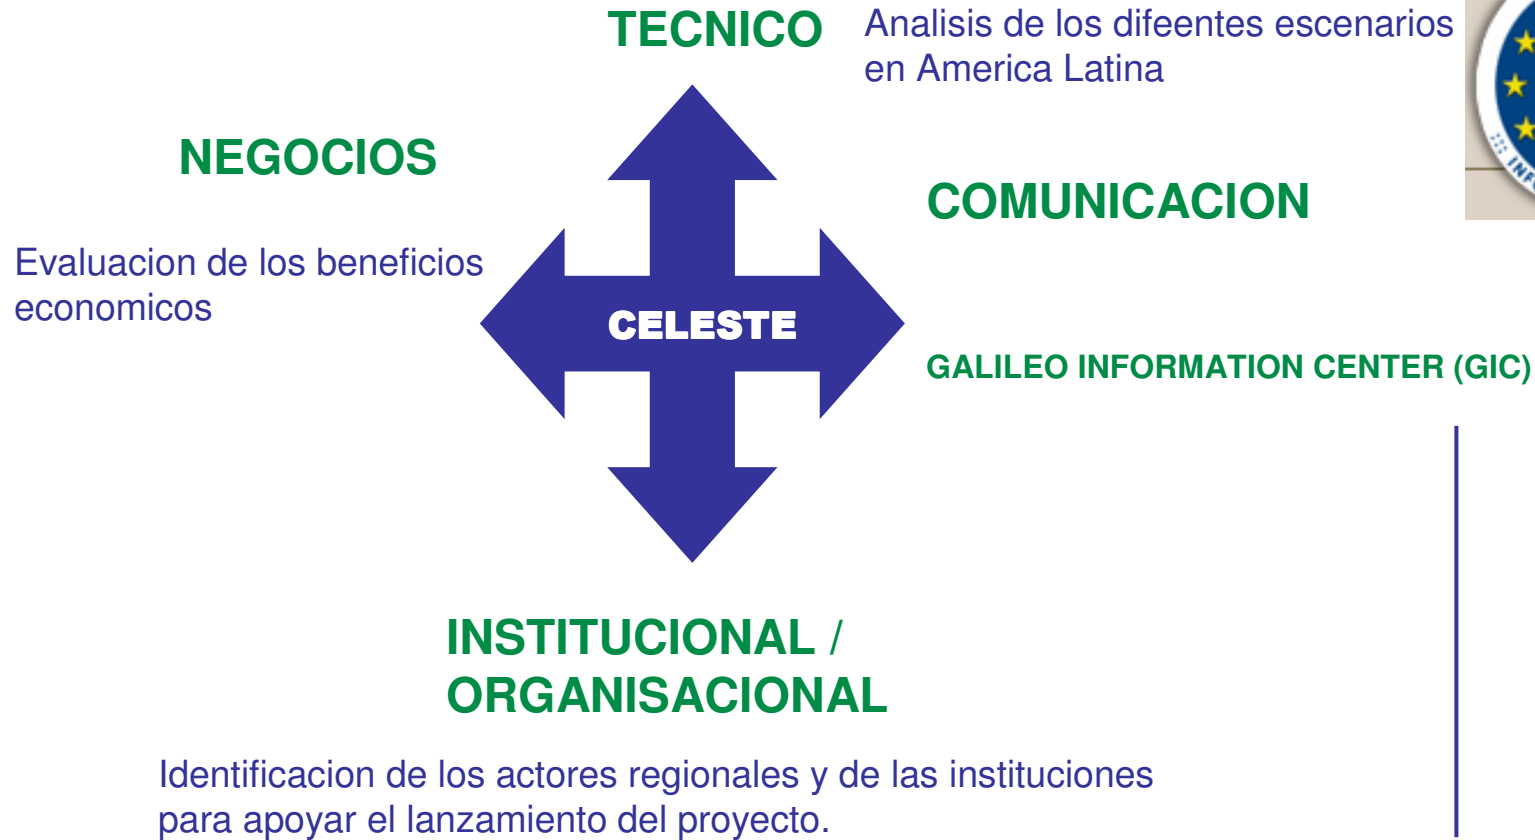 TECNICO
Analisis de los difeentes escenarios
en America Latina
NEGOCIOS
COMUNICACION
Evaluacion de los beneficios
economicos
CELESTE
GALILEO INFORMATION CENTER (GIC)
INSTITUCIONAL /
ORGANISACIONAL
Identificacion de los actores regionales y de las instituciones
para apoyar el lanzamiento del proyecto.